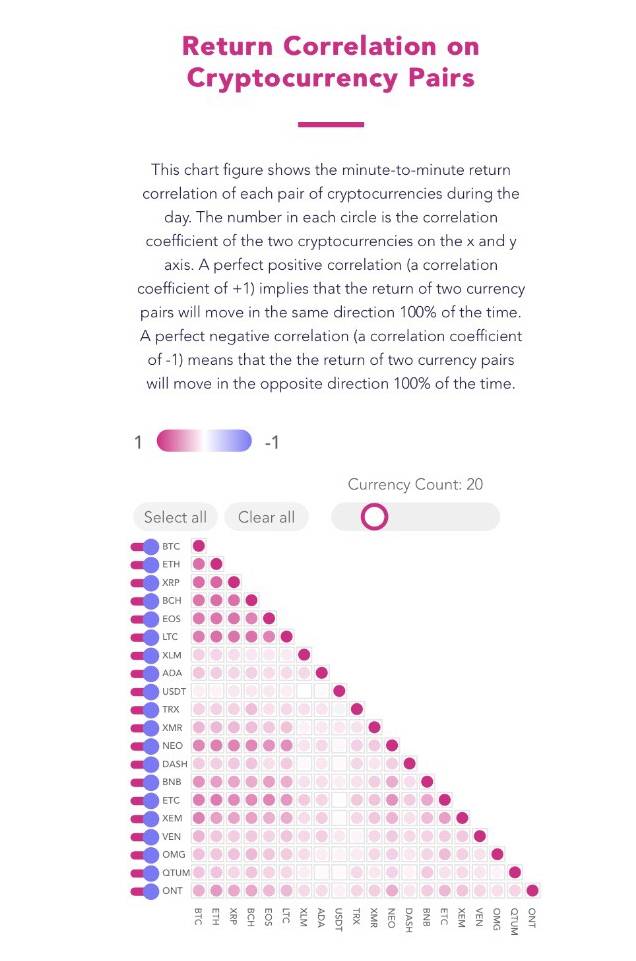 Return Correlation on
Cryptocurrency Pairs
This chart figure shows the minute-to-minute return
correlation of each pair of cryptocurrencies during the
day. The number in each circle is the correlation
coefficient of the two cryptocurrencies on the x and y
axis. A perfect positive correlation (a correlation
coefficient of +1) implies that the return of two currency
pairs will move in the same direction 100% of the time.
A perfect negative correlation (a correlation coefficient
of -1) means that the the return of two currency pairs
will move in the opposite direction 100% of the time.
1 -1
Currency Count: 20
Select all Clear all
BTC
ETH
XRP
BCH
EOS
LTC
XLM
ADA
USDT
TRX
XMR
NEO
DASH
BNB
ETC
XEM
VEN
OMG
QTUM
ONT
BTC ETH XRP BCH EOS LTC XLM ADA USDT TRX XMR NEO DASH BNB ETC XEM VEN OMG QTUM ONT